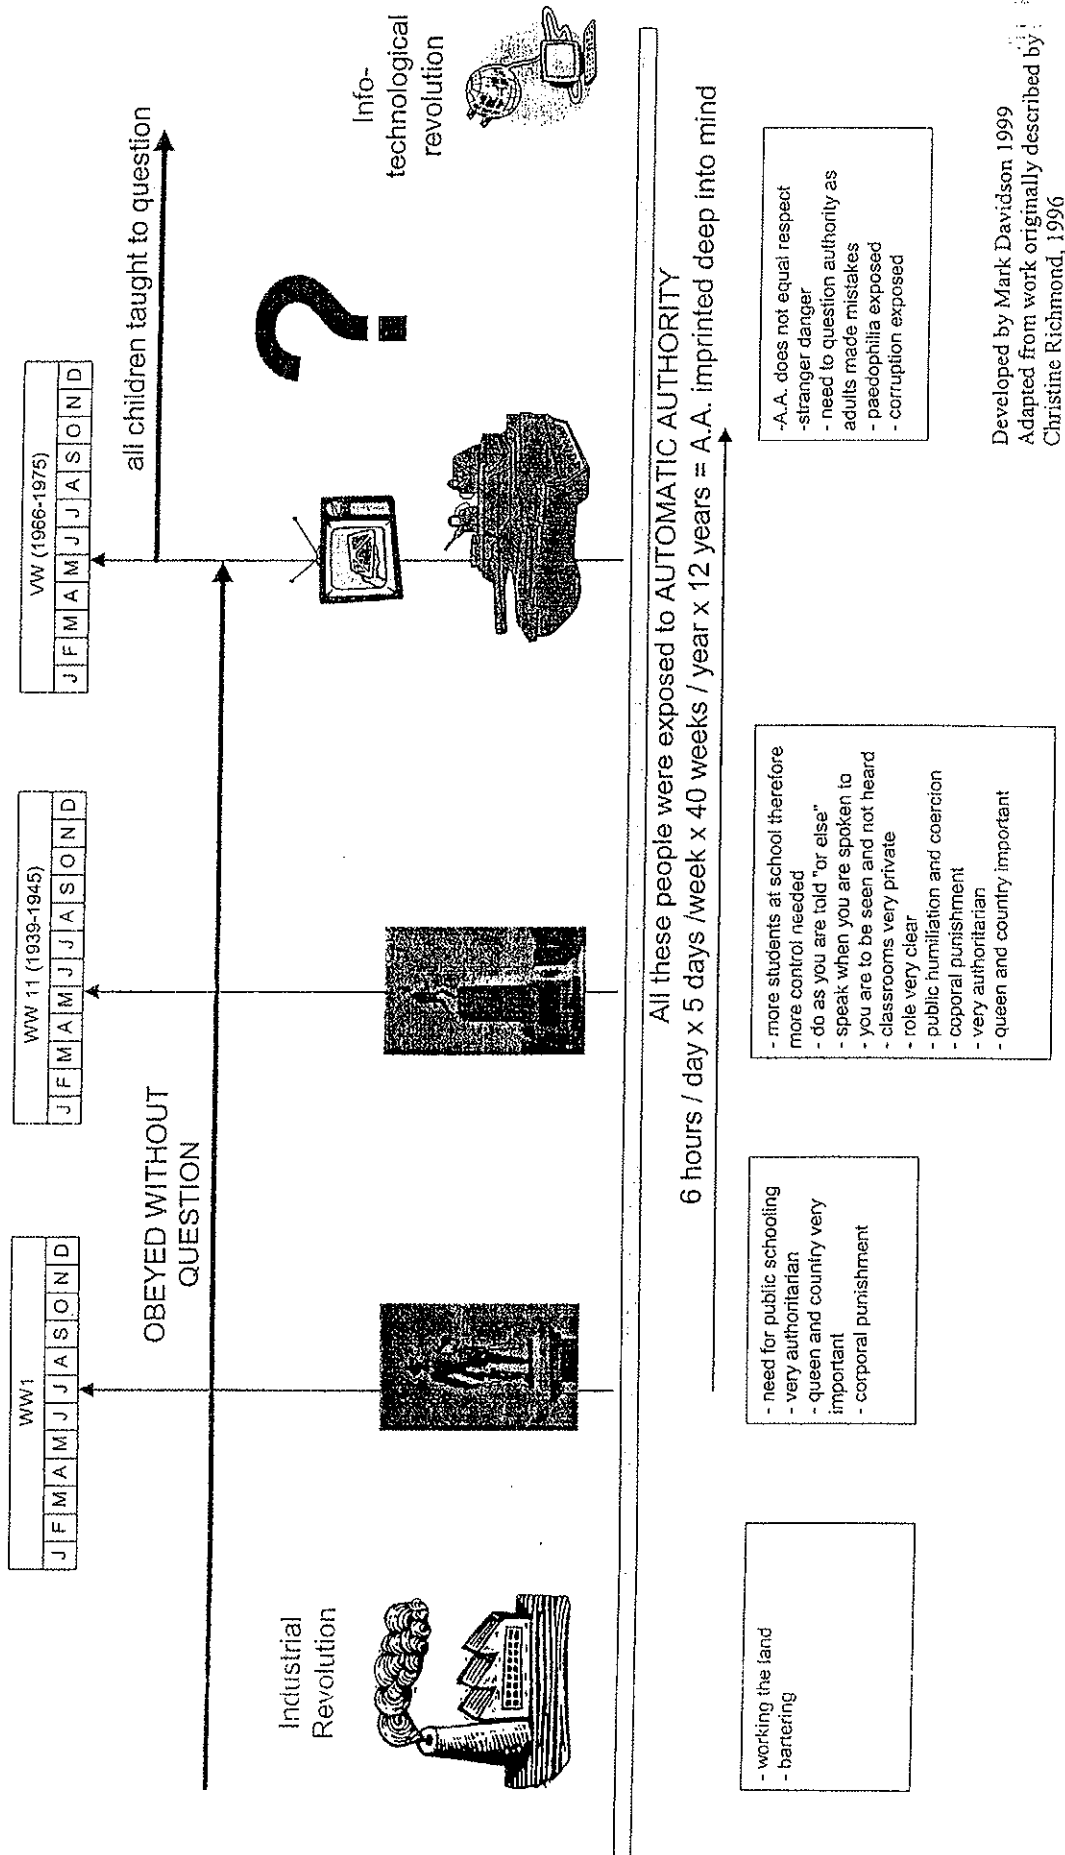 WW1
J F M A M J J A S O N D
WW 11 (1939-1945)
J F M A M J J A S O N D
VW (1966-1975)
J F M A M J J A S O N D
OBEYED WITHOUT
QUESTION
all children taught to question
Industrial
Revolution
?
Info-
technological
revolution
All these people were exposed to AUTOMATIC AUTHORITY
6 hours / day x 5 days /week x 40 weeks / year x 12 years = A.A. imprinted deep into mind
- working the land
- bartering
- need for public schooling
- very authoritarian
- queen and country very
important
- corporal punishment
- more students at school therefore
more control needed
- do as you are told "or else"
- speak when you are spoken to
- you are to be seen and not heard
- classrooms very private
- role very clear
- public humiliation and coercion
- coporal punishment
- very authoritarian
- queen and country important
-A.A. does not equal respect
-stranger danger
- need to question authority as
adults made mistakes
- paedophilia exposed
- corruption exposed
Developed by Mark Davidson 1999
Adapted from work originally described by
Christine Richmond, 1996